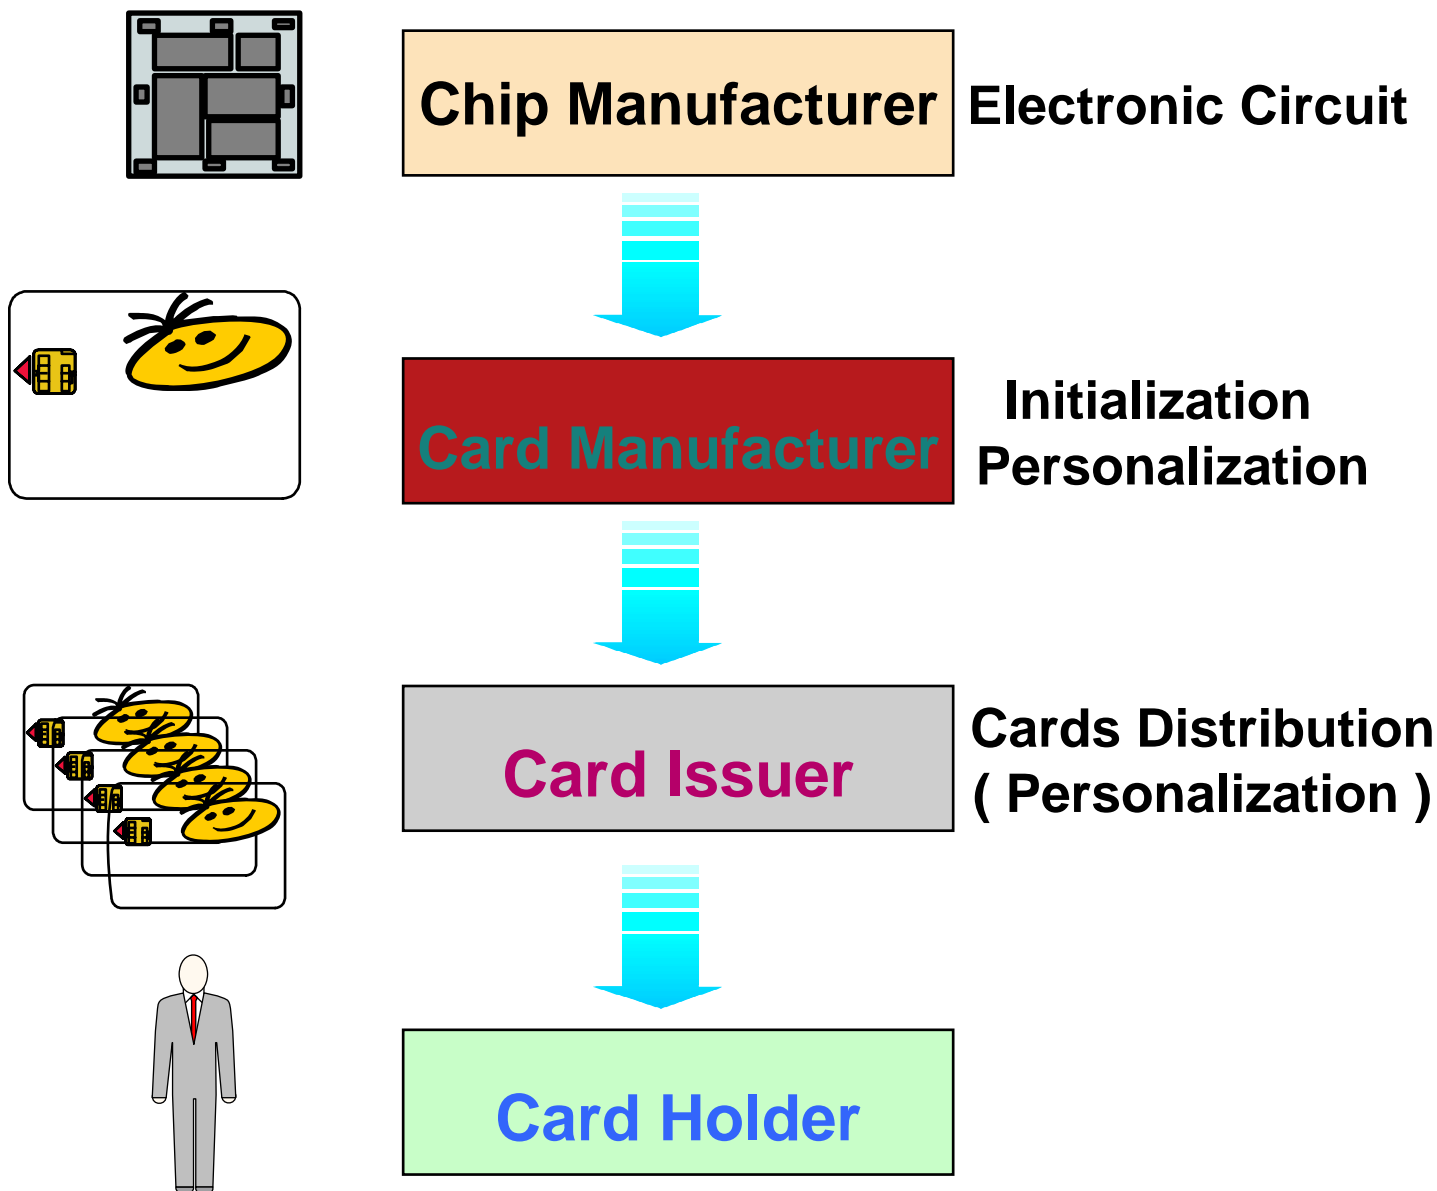 Chip Manufacturer
Electronic Circuit
Card Manufacturer
Initialization
Personalization
Card Issuer
Cards Distribution
( Personalization )
Card Holder